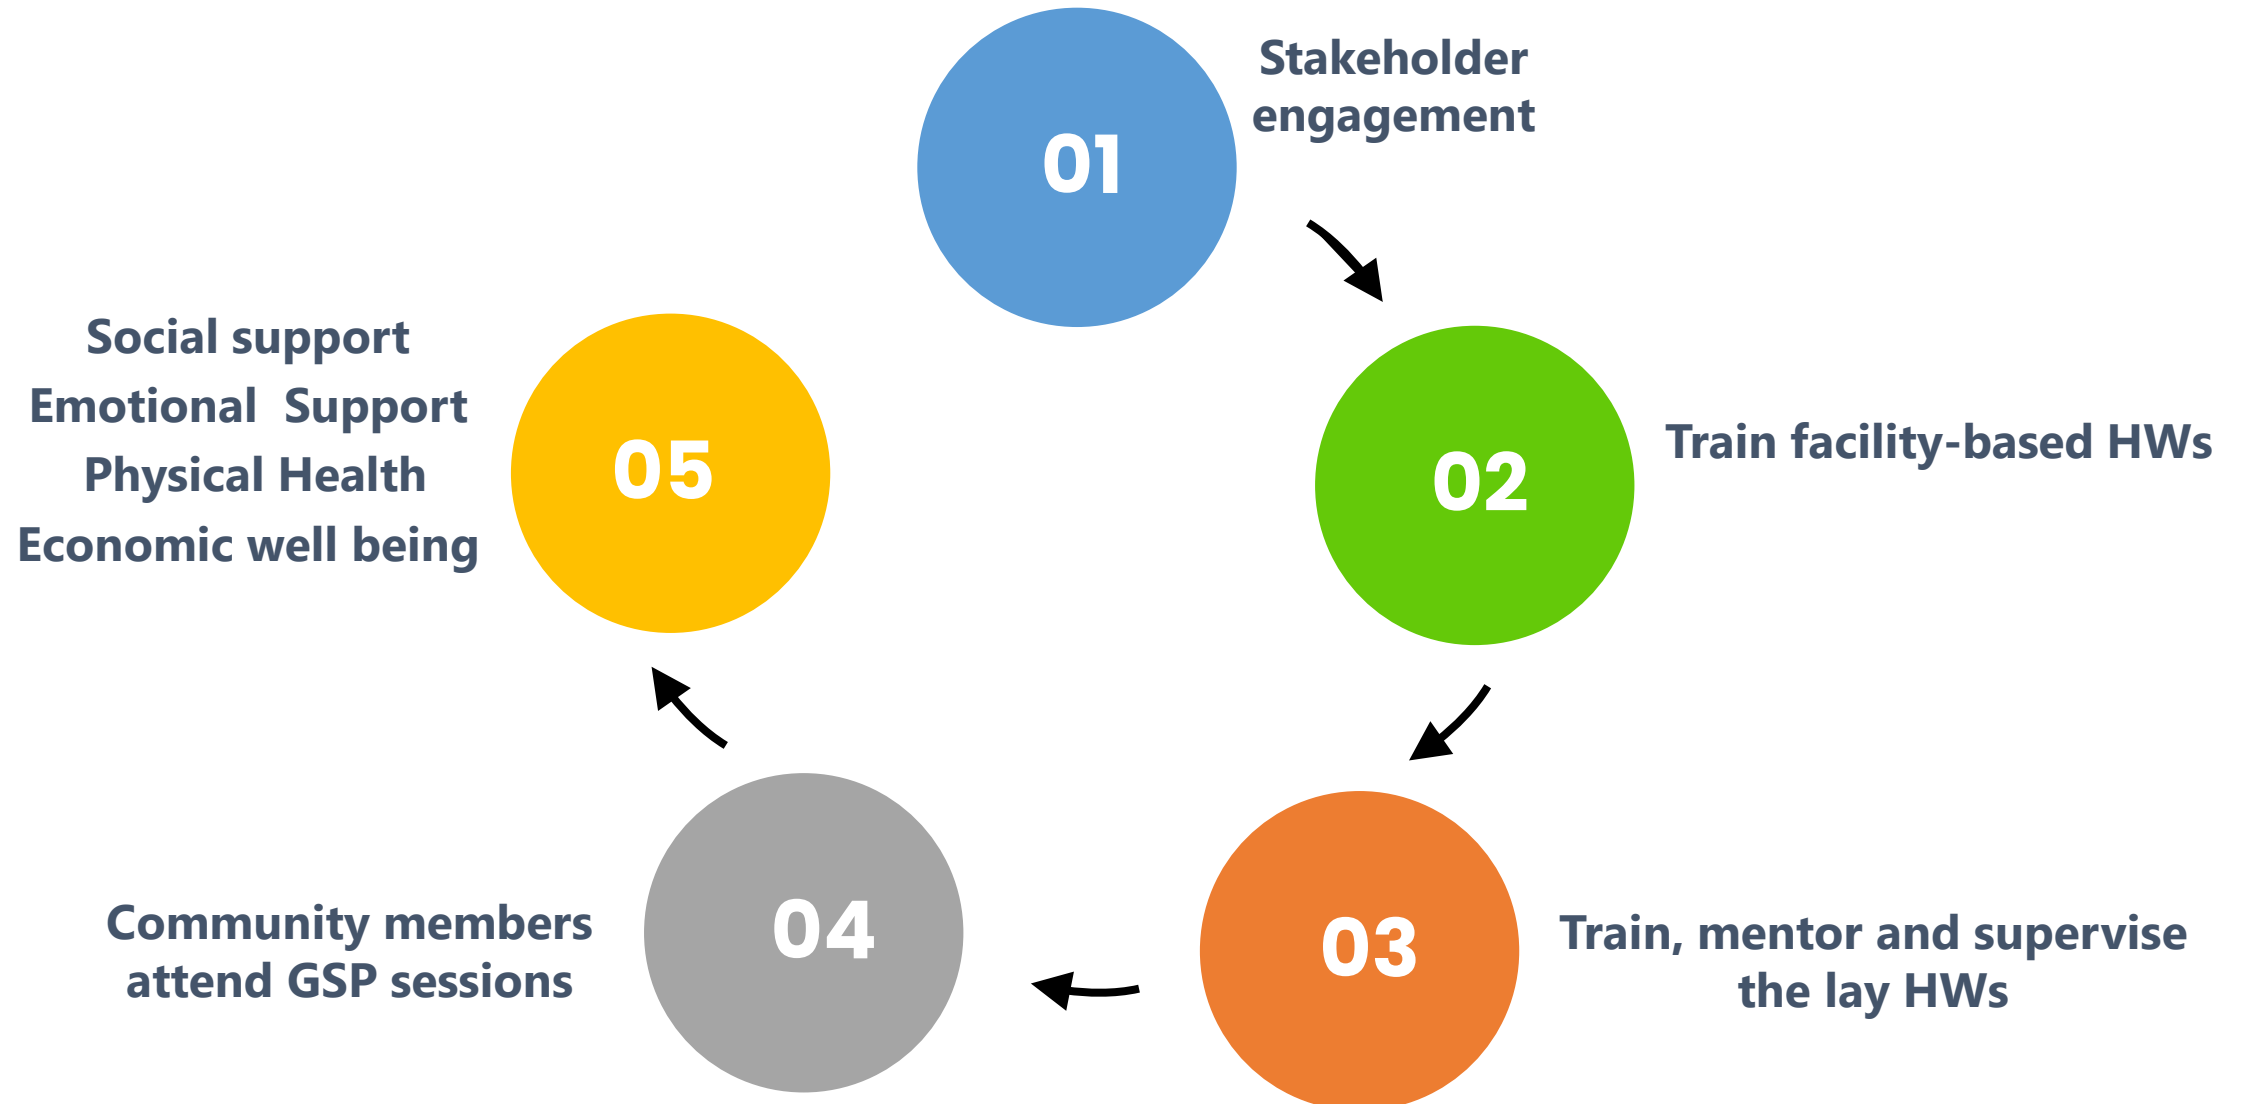 01
Stakeholder
engagement
02
Train facility-based HWs
03
Train, mentor and supervise
the lay HWs
04
Community members
attend GSP sessions
05
Social support
Emotional  Support
Physical Health
Economic well being